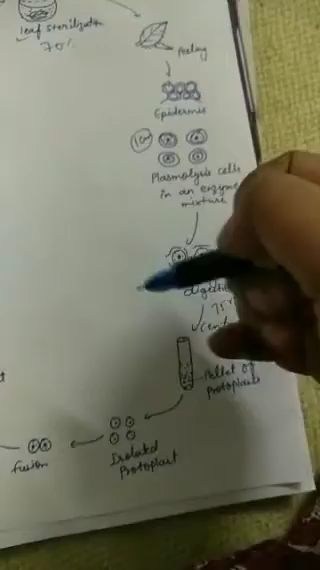 leaf sterilization
70%
Peeling
Epidermis
Plasmolysis cells
in an enzyme
mixture
Pellet of
Protoplast
Isolated
Protoplast
fusion